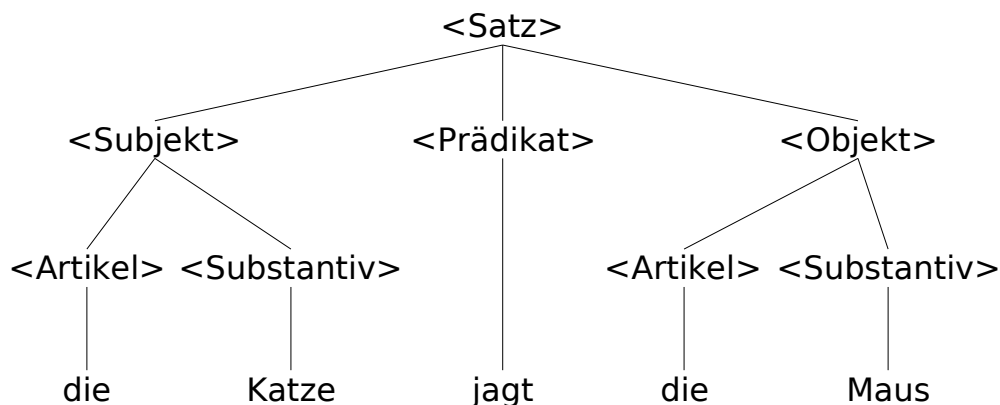 <Satz>
<Subjekt> <Prädikat> <Objekt>
<Artikel> <Substantiv> <Artikel> <Substantiv>
die Katze jagt die Maus